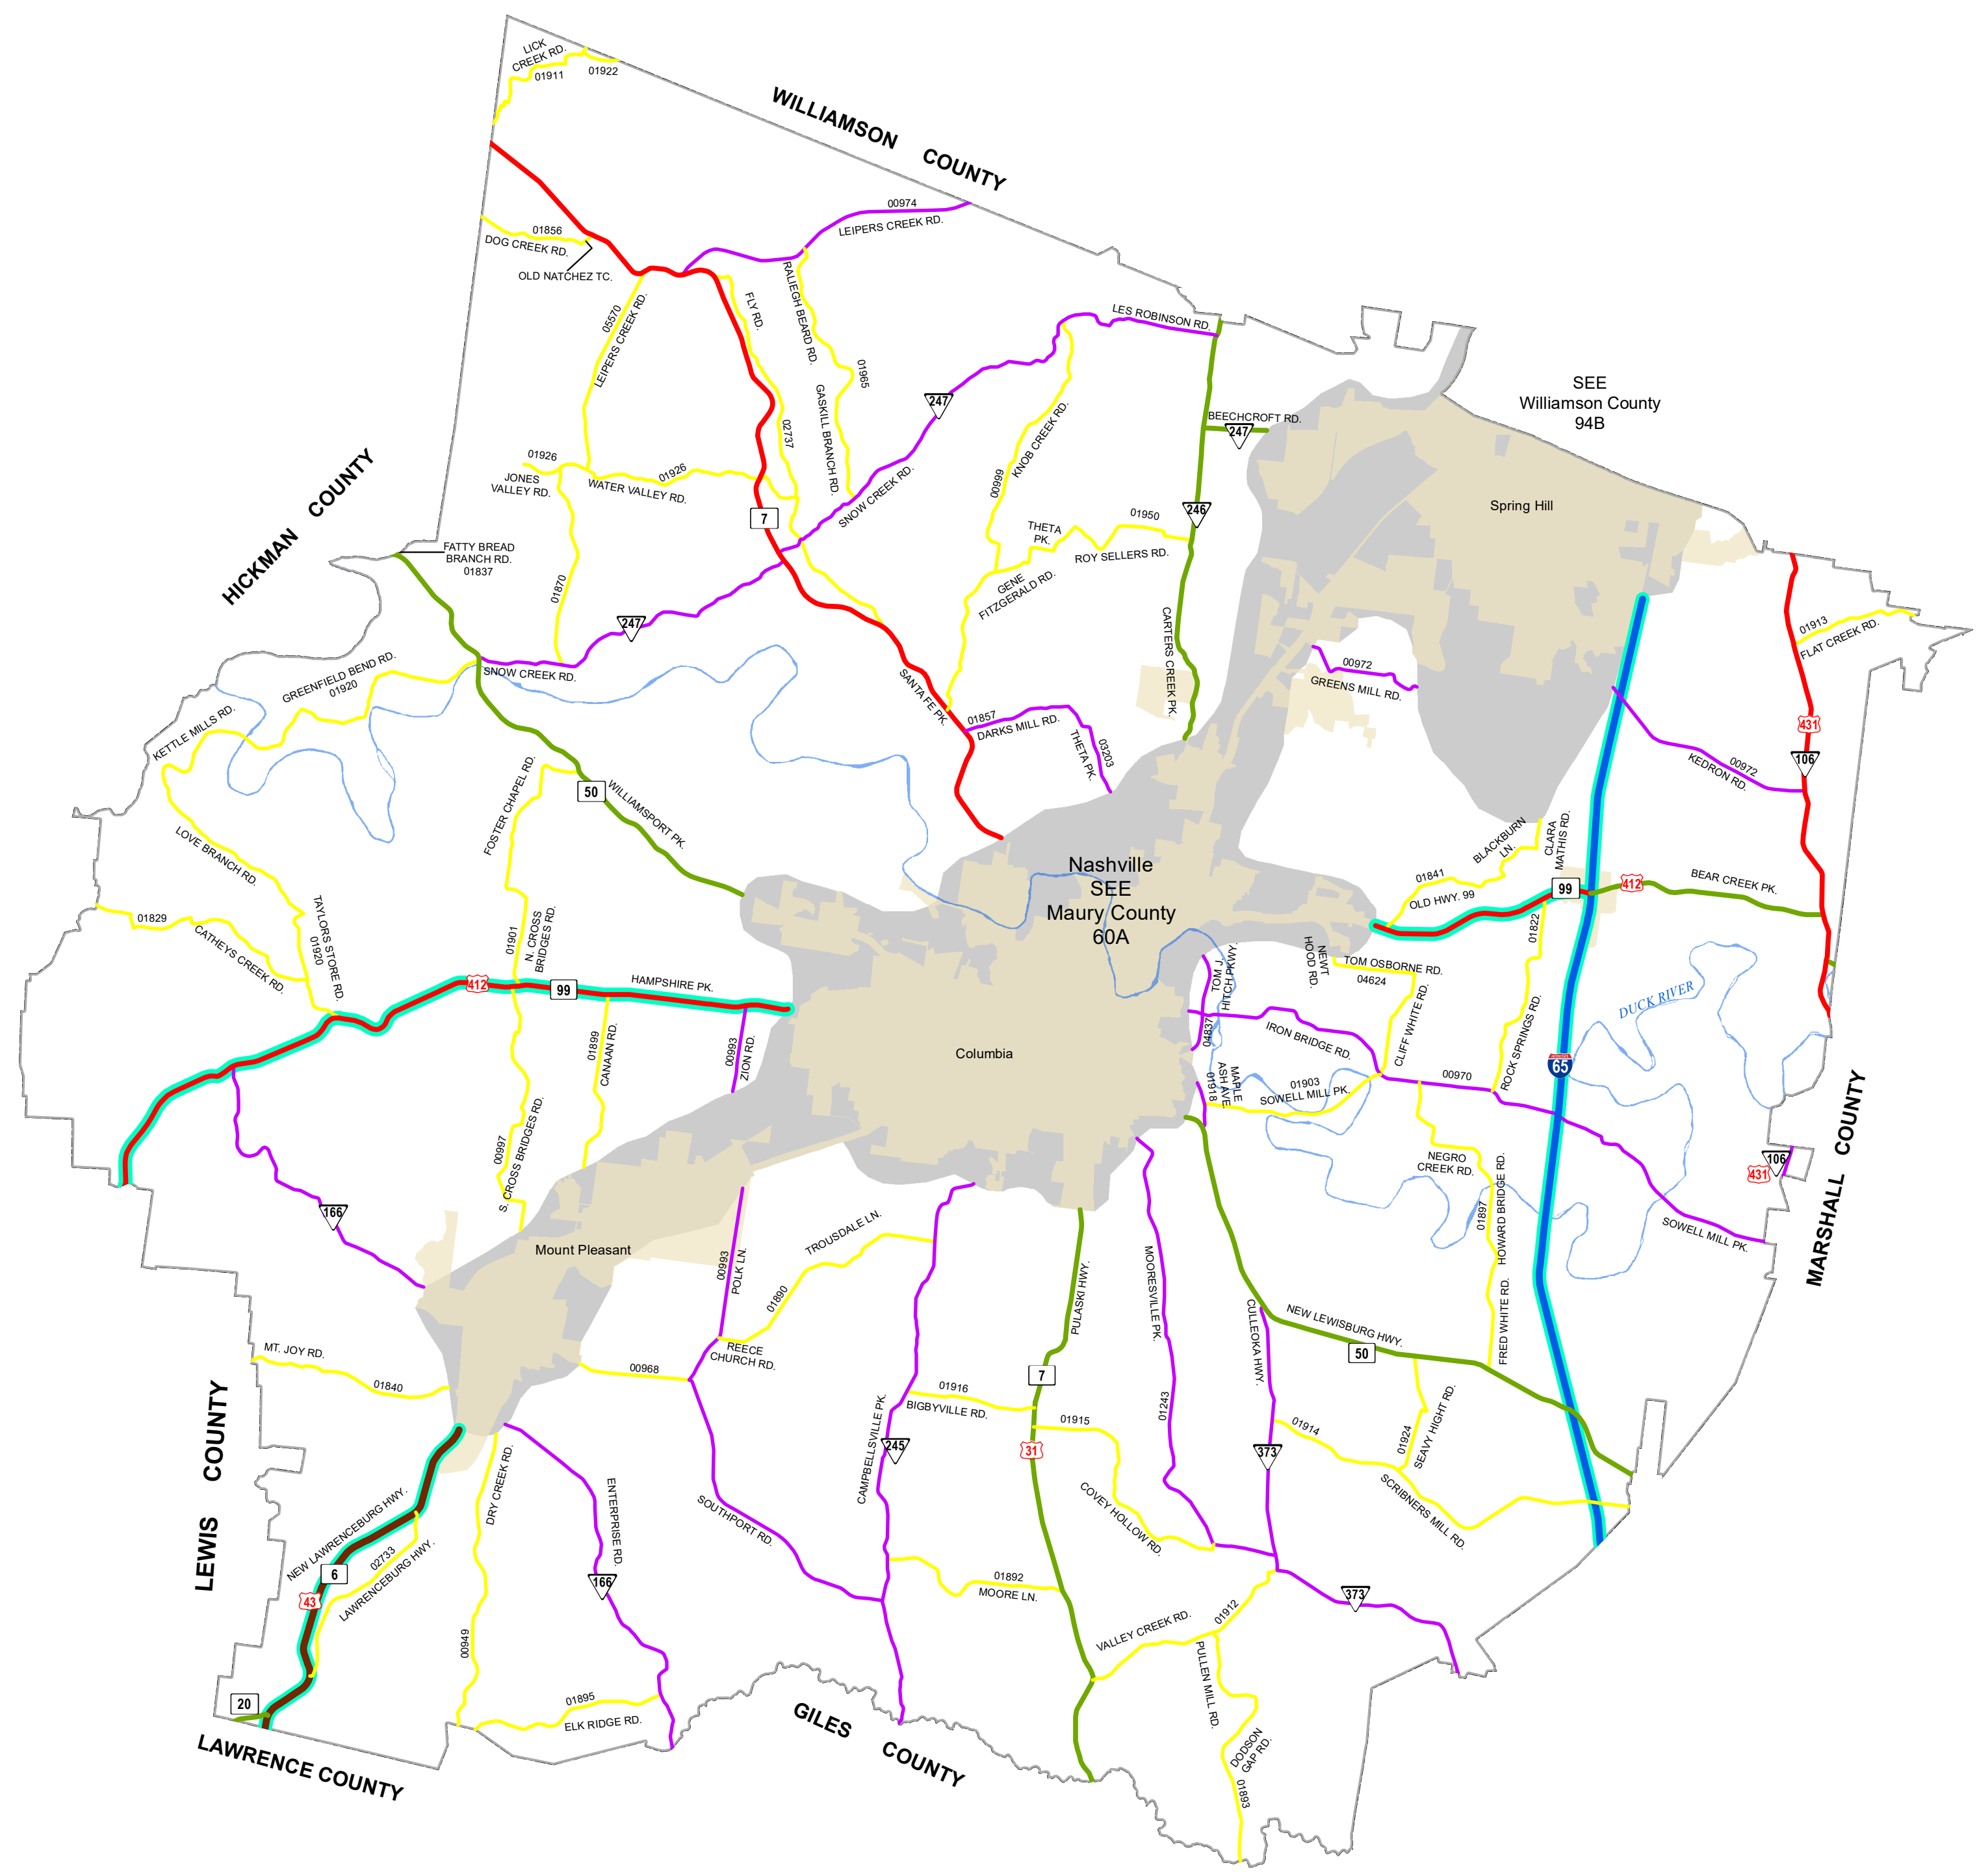 LICK
CREEK RD.
01911
01922
WILLIAMSON COUNTY
00974
LEIPERS CREEK RD.
01856
DOG CREEK RD.
OLD NATCHEZ TC.
05570
LEIPERS CREEK RD.
FLY RD.
RALIEGH BEARD RD.
01965
GASKILL BRANCH RD.
02737
LES ROBINSON RD.
247
BEECHCROFT RD.
247
SEE
Williamson County
94B
KNOB CREEK RD.
00999
01926
JONES
VALLEY RD.
01926
WATER VALLEY RD.
SNOW CREEK RD.
7
246
Spring Hill
THETA
PK.
01950
ROY SELLERS RD.
HICKMAN COUNTY
FATTY BREAD
BRANCH RD.
01837
01870
GENE
FITZGERALD RD.
CARTERS CREEK PK.
247
SNOW CREEK RD.
01913
FLAT CREEK RD.
GREENFIELD BEND RD.
01920
KETTLE MILLS RD.
SANTA FE PK.
01857
DARKS MILL RD.
THETA PK.
03203
00972
GREENS MILL RD.
431
106
00972
KEDRON RD.
FOSTER CHAPEL RD.
50
WILLIAMSPORT PK.
LOVE BRANCH RD.
BLACKBURN
LN.
CLARA
MATHIS RD.
01841
OLD HWY. 99
99
412
BEAR CREEK PK.
Nashville
SEE
Maury County
60A
01829
CATHEYS CREEK RD.
TAYLORS STORE RD.
01920
01901
N. CROSS
BRIDGES RD.
01822
NEWT
HOOD RD.
TOM OSBORNE RD.
04624
TOM J.
HITCH PKWY.
412
99
HAMPSHIRE PK.
DUCK RIVER
CLIFF WHITE RD.
ROCK SPRINGS RD.
IRON BRIDGE RD.
04837
01899
CANAAN RD.
00993
ZION RD.
Columbia
65
00970
MAPLE
ASH AVE.
01918
01903
SOWELL MILL PK.
MARSHALL COUNTY
00997
S. CROSS BRIDGES RD.
NEGRO
CREEK RD.
106
431
166
01897
HOWARD BRIDGE RD.
SOWELL MILL PK.
Mount Pleasant
TROUSDALE LN.
00993
POLK LN.
01890
PULASKI HWY.
MOORESVILLE PK.
CULLEOKA HWY.
NEW LEWISBURG HWY.
50
FRED WHITE RD.
MT. JOY RD.
01840
REECE
CHURCH RD.
00968
7
01916
BIGBYVILLE RD.
01915
01243
01914
01924
SEAVY HIGHT RD.
LEWIS COUNTY
CAMPBELLSVILLE PK.
245
31
373
DRY CREEK RD.
ENTERPRISE RD.
SOUTHPORT RD.
COVEY HOLLOW RD.
SCRIBNERS MILL RD.
NEW LAWRENCEBURG HWY.
6
43
02733
LAWRENCEBURG HWY.
166
01892
MOORE LN.
373
01912
VALLEY CREEK RD.
00949
PULLEN MILL RD.
20
01895
ELK RIDGE RD.
DODSON
GAP RD.
01893
LAWRENCE COUNTY
GILES COUNTY